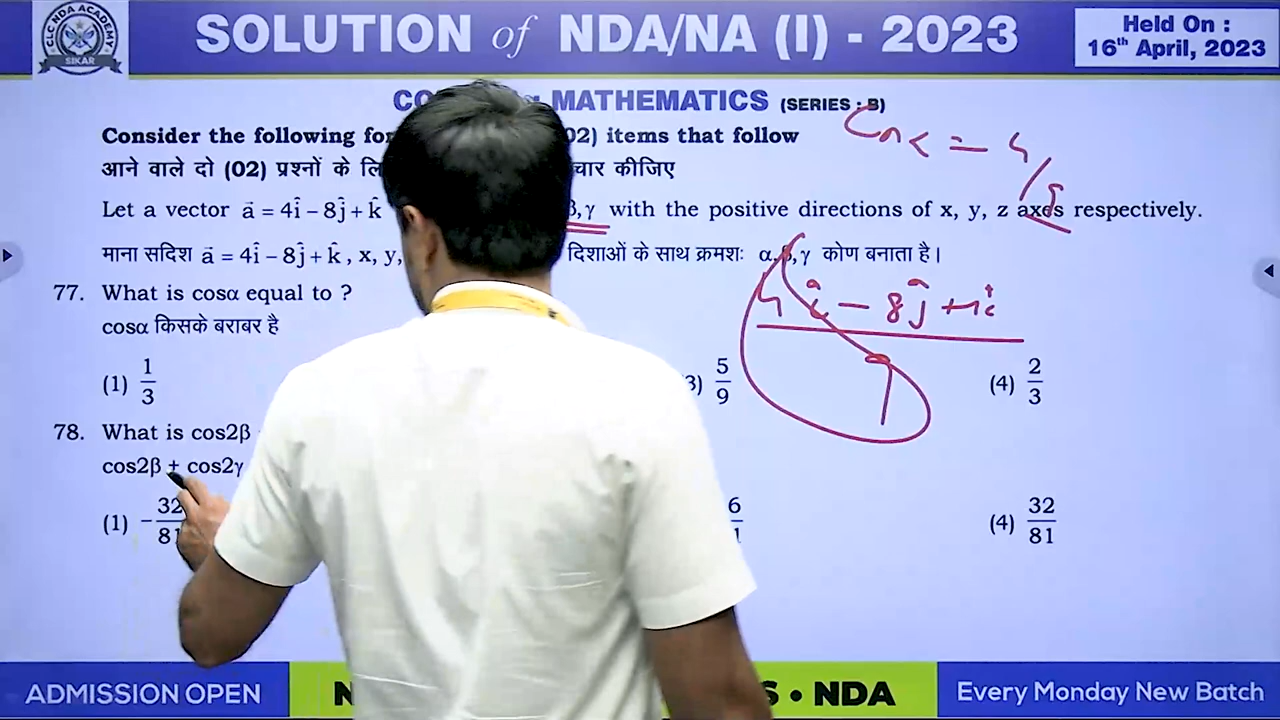 CLC NDA ACADEMY
SIKAR
SOLUTION of NDA/NA (I) - 2023
Held On :
16th April, 2023
MATHEMATICS (SERIES : B)
Consider the following 02) items that follow
आने वाले दो (02) प्रश्नों के चार कीजिए
Cos∝ = 4/9
Let a vector a⃗ = 4î − 8ĵ + k̂ β,γ with the positive directions of x, y, z axes respectively.
माना सदिश a⃗ = 4î − 8ĵ + k̂ , x, y, दिशाओं के साथ क्रमशः α,β,γ कोण बनाता है।
4î − 8ĵ + k̂
77. What is cosα equal to ?
cosα किसके बराबर है
(1) 1/3 3) 5/9 (4) 2/3
78. What is cos2β
cos2β + cos2γ
(1) −32/81 (4) 32/81
ADMISSION OPEN
• NDA
Every Monday New Batch